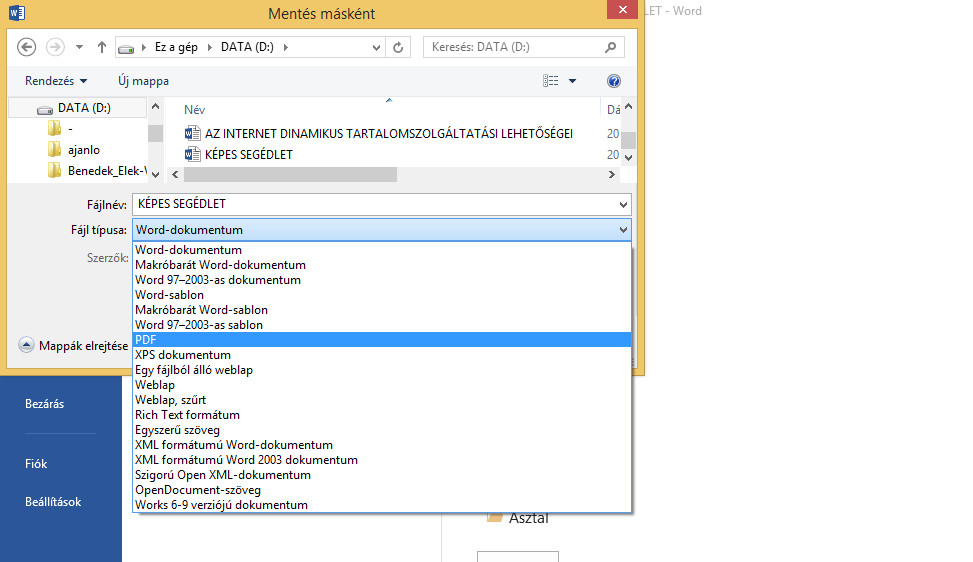 Mentés másként
LET - Word
Ez a gép
DATA (D:)
Keresés: DATA (D:)
Rendezés
Új mappa
DATA (D:)
-
ajanlo
Benedek_Elek-V
Név
Dá
AZ INTERNET DINAMIKUS TARTALOMSZOLGÁLTATÁSI LEHETŐSÉGEI
20
KÉPES SEGÉDLET
20
Fájlnév:
KÉPES SEGÉDLET
Fájl típusa:
Word-dokumentum
Szerzők:
Word-dokumentum
Makróbarát Word-dokumentum
Word 97–2003-as dokumentum
Word-sablon
Makróbarát Word-sablon
Word 97–2003-as sablon
PDF
XPS dokumentum
Egy fájlból álló weblap
Weblap
Weblap, szűrt
Rich Text formátum
Egyszerű szöveg
XML formátumú Word-dokumentum
XML formátumú Word 2003 dokumentum
Szigorú Open XML-dokumentum
OpenDocument-szöveg
Works 6-9 verziójú dokumentum
Mappák elrejtése
Bezárás
Fiók
Beállítások
Asztal